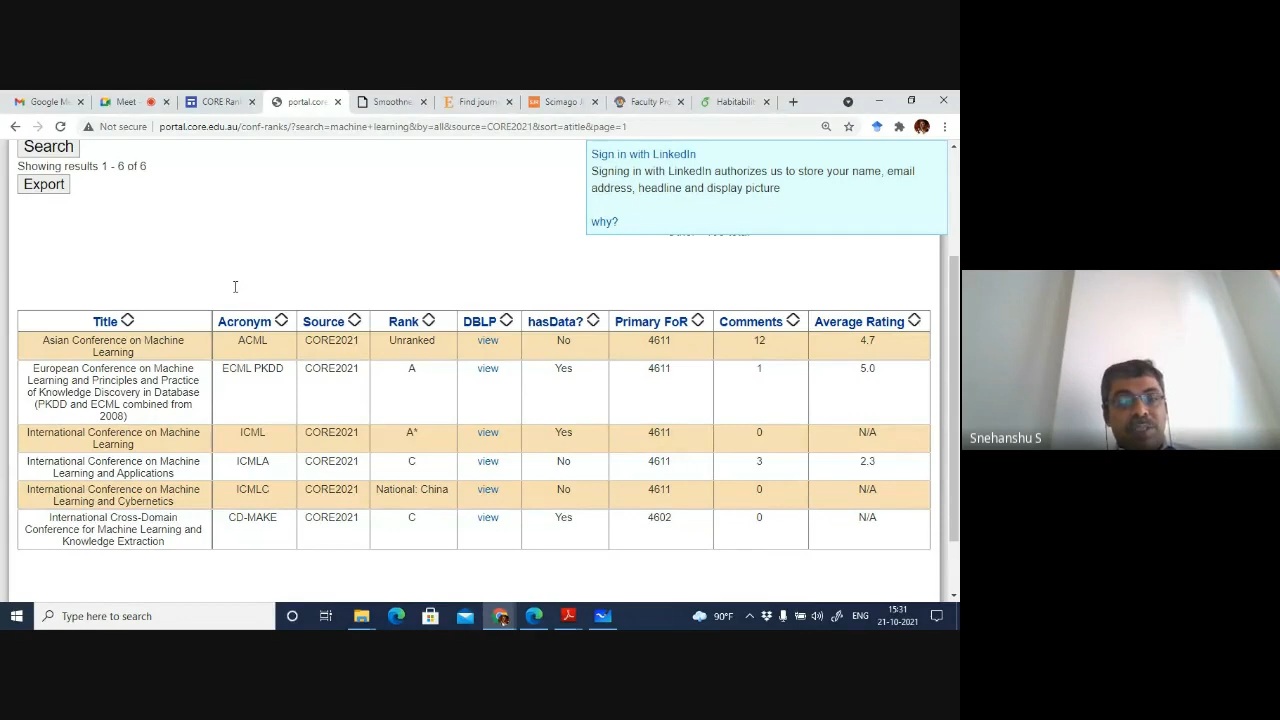 Google M
Meet -
CORE Ran
portal.core
Smoothne
Find journ
Scimago J
Faculty Pro
Habitabili
Not secure
portal.core.edu.au/conf-ranks/?search=machine+learning&by=all&source=CORE2021&sort=atitle&page=1
Search
Showing results 1 - 6 of 6
Export
Sign in with LinkedIn
Signing in with LinkedIn authorizes us to store your name, email
address, headline and display picture
why?
Title Acronym Source Rank DBLP hasData? Primary FoR Comments Average Rating
Asian Conference on Machine
Learning
ACML CORE2021 Unranked view No 4611 12 4.7
European Conference on Machine
Learning and Principles and Practice
of Knowledge Discovery in Database
(PKDD and ECML combined from
2008)
ECML PKDD CORE2021 A view Yes 4611 1 5.0
International Conference on Machine
Learning
ICML CORE2021 A* view Yes 4611 0 N/A
International Conference on Machine
Learning and Applications
ICMLA CORE2021 C view No 4611 3 2.3
International Conference on Machine
Learning and Cybernetics
ICMLC CORE2021 National: China view No 4611 0 N/A
International Cross-Domain
Conference for Machine Learning and
Knowledge Extraction
CD-MAKE CORE2021 C view Yes 4602 0 N/A
Snehanshu S
Type here to search
90°F
ENG
15:31
21-10-2021